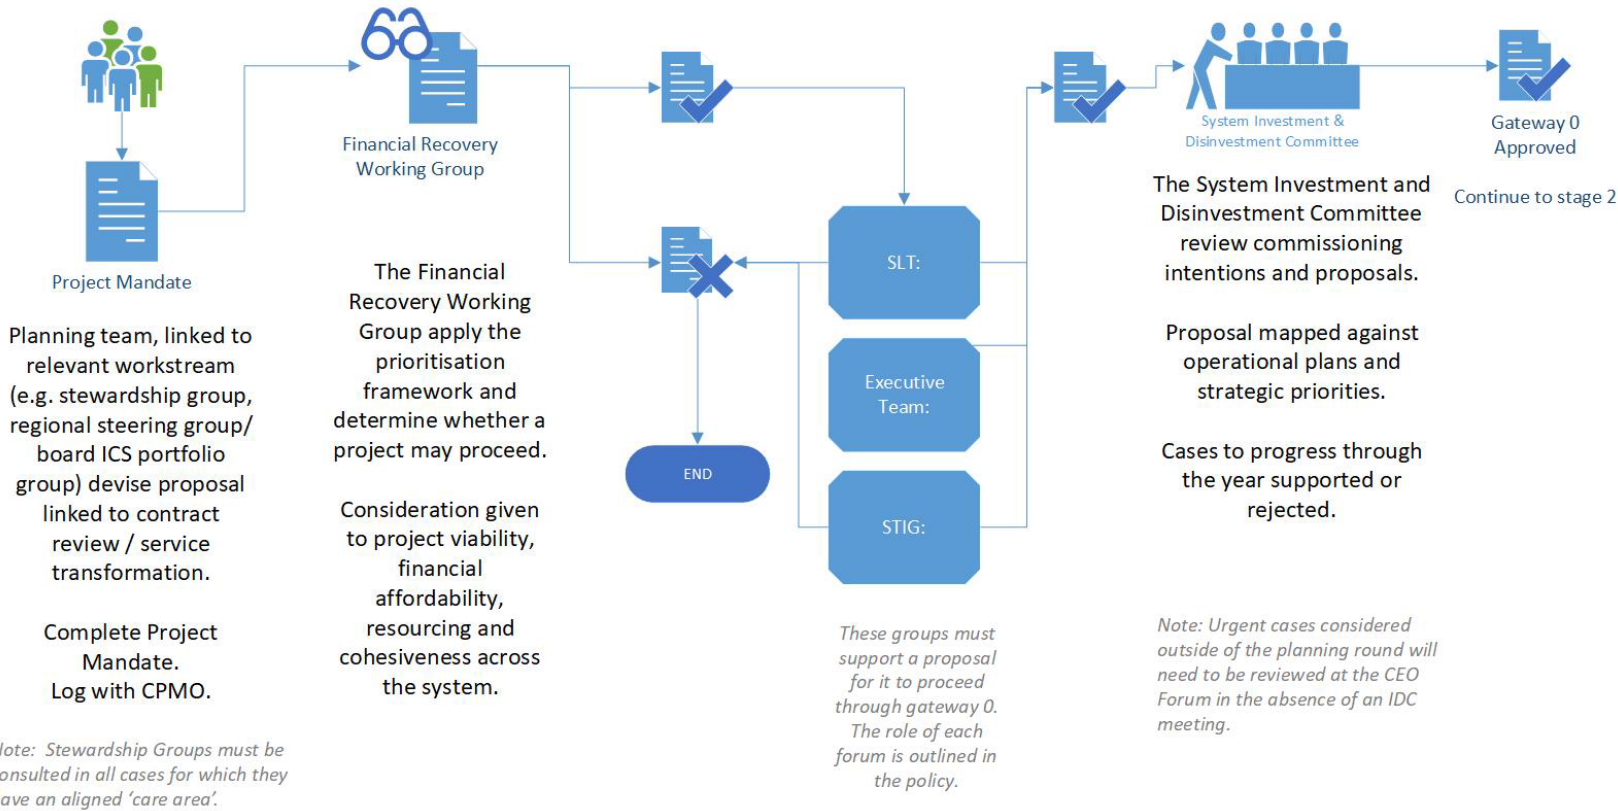 Project Mandate
Planning team, linked to
relevant workstream
(e.g. stewardship group,
regional steering group/
board ICS portfolio
group) devise proposal
linked to contract
review / service
transformation.
Complete Project
Mandate.
Log with CPMO.
Stewardship Groups must be
in all cases for which they
an aligned ‘care area’.
Financial Recovery
Working Group
The Financial
Recovery Working
Group apply the
prioritisation
framework and
determine whether a
project may proceed.
Consideration given
to project viability,
financial
affordability,
resourcing and
cohesiveness across
the system.
END
SLT:
Executive
Team:
STIG:
These groups must
support a proposal
for it to proceed
through gateway 0.
The role of each
forum is outlined in
the policy.
System Investment &
Disinvestment Committee
The System Investment and
Disinvestment Committee
review commissioning
intentions and proposals.
Proposal mapped against
operational plans and
strategic priorities.
Cases to progress through
the year supported or
rejected.
Note: Urgent cases considered
outside of the planning round will
need to be reviewed at the CEO
Forum in the absence of an IDC
meeting.
Gateway 0
Approved
Continue to stage 2